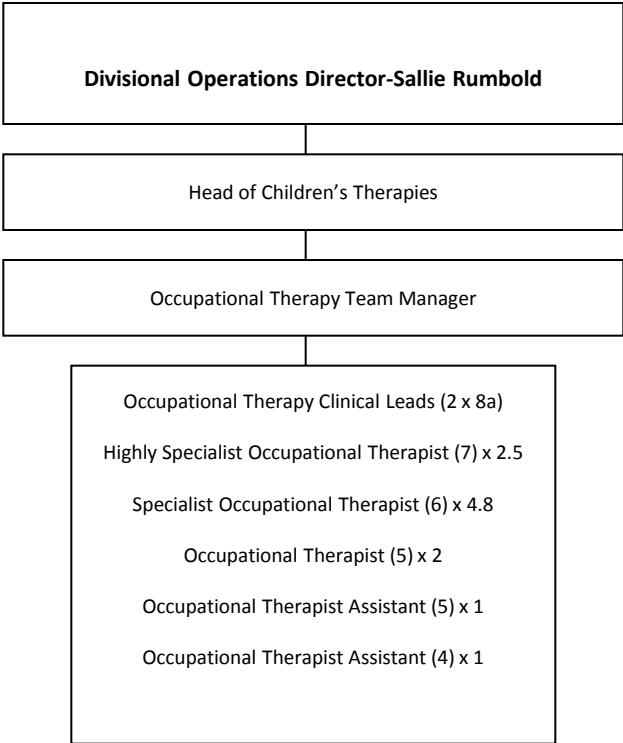 Divisional Operations Director-Sallie Rumbold
Head of Children’s Therapies
Occupational Therapy Team Manager
Occupational Therapy Clinical Leads (2 x 8a)
Highly Specialist Occupational Therapist (7) x 2.5
Specialist Occupational Therapist (6) x 4.8
Occupational Therapist (5) x 2
Occupational Therapist Assistant (5) x 1
Occupational Therapist Assistant (4) x 1